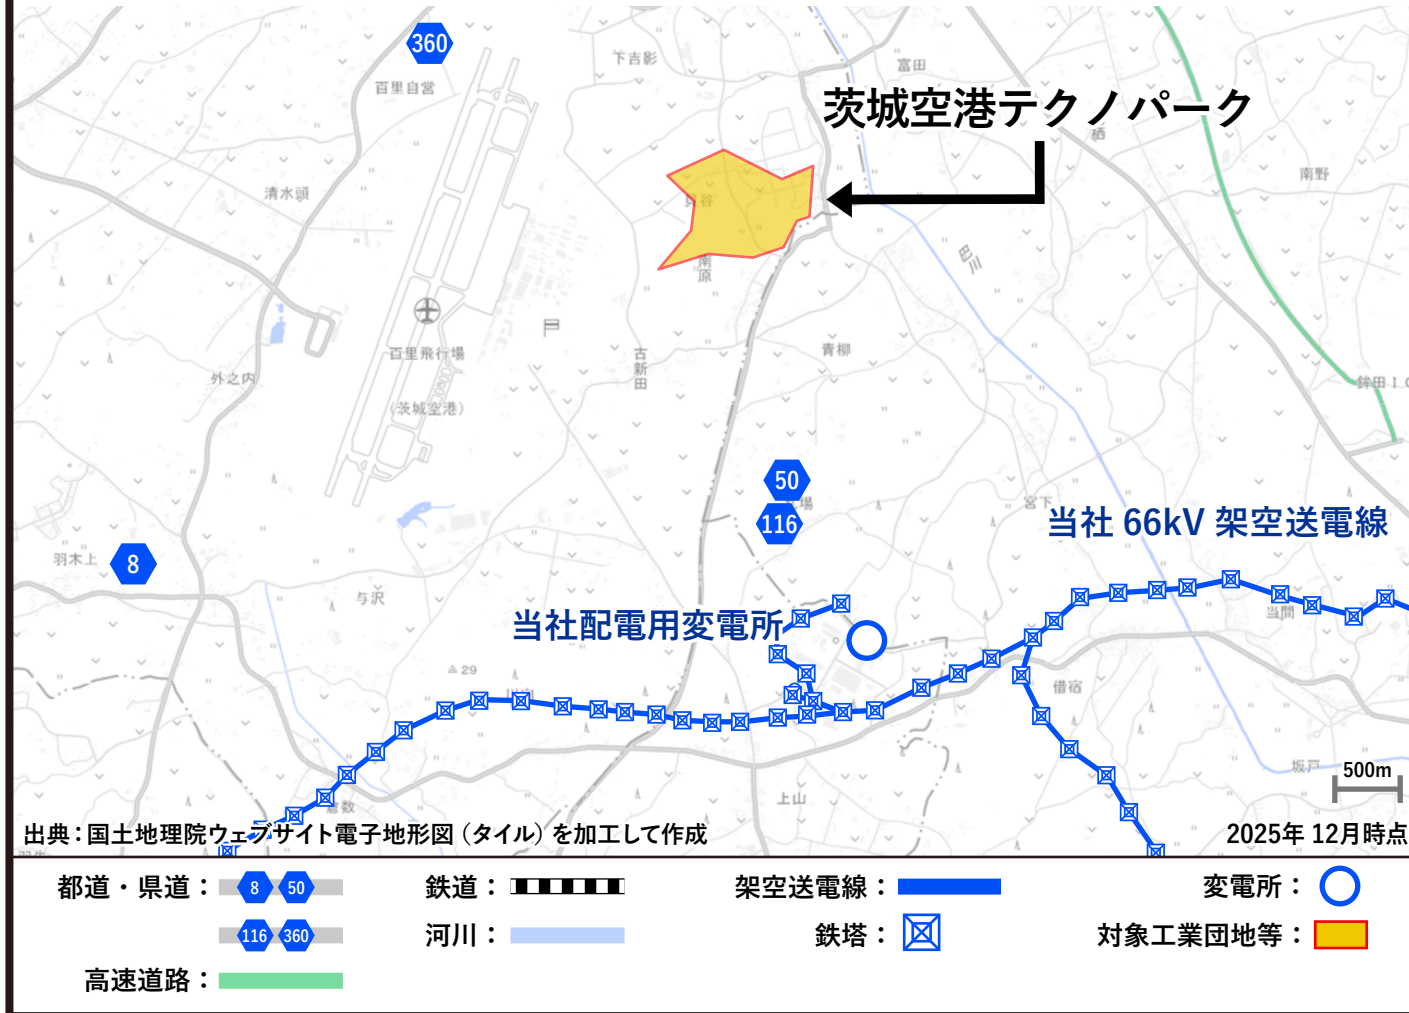 360
下吉影
富田
百里自営
茨城空港テクノパーク
栖
南野
清水頭
貝谷
巴川
南原
百里飛行場
青柳
古新田
外之内
鉾田IC
(茨城空港)
50
宮下
116
当社 66kV 架空送電線
羽木上
8
与沢
当社配電用変電所
当間
29
借宿
坂戸
500m
上山
倉数
出典：国土地理院ウェブサイト電子地形図（タイル）を加工して作成
2025年 12月時点
都道・県道：
8
50
鉄道：
架空送電線：
変電所：
116
360
河川：
鉄塔：
対象工業団地等：
高速道路：